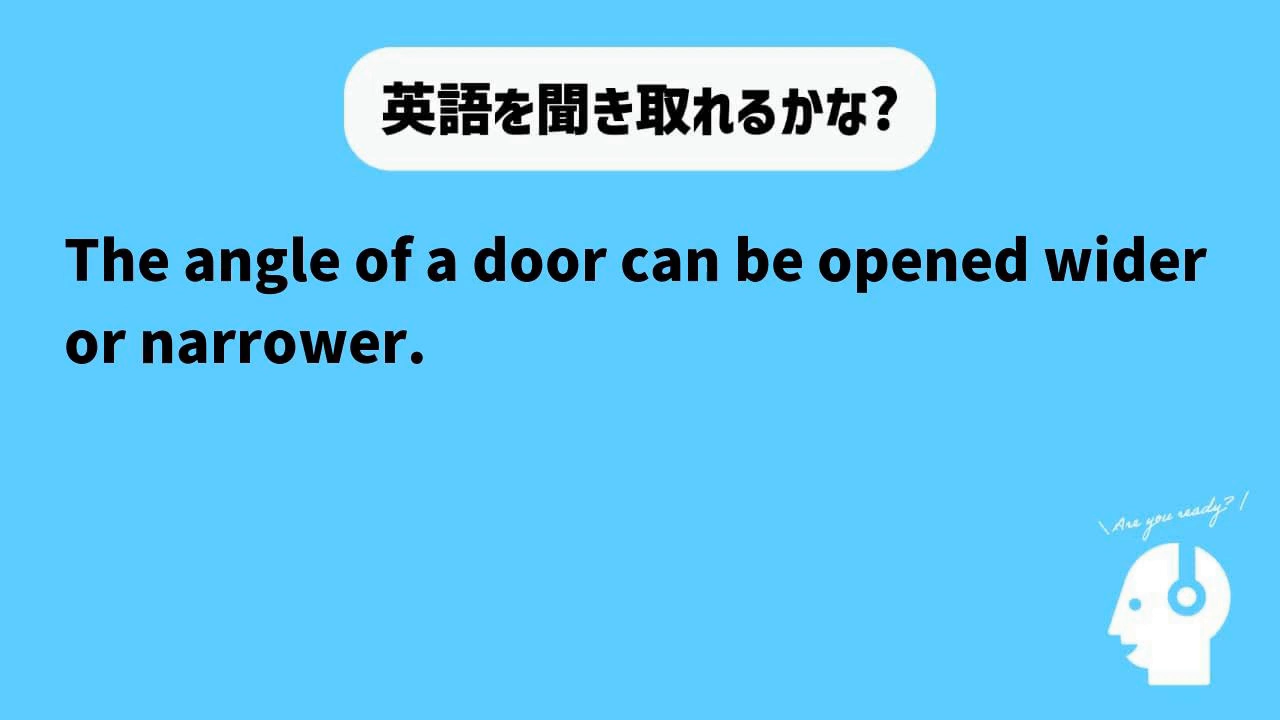 英語を聞き取れるかな?
The angle of a door can be opened wider
or narrower.
\ Are you ready? /